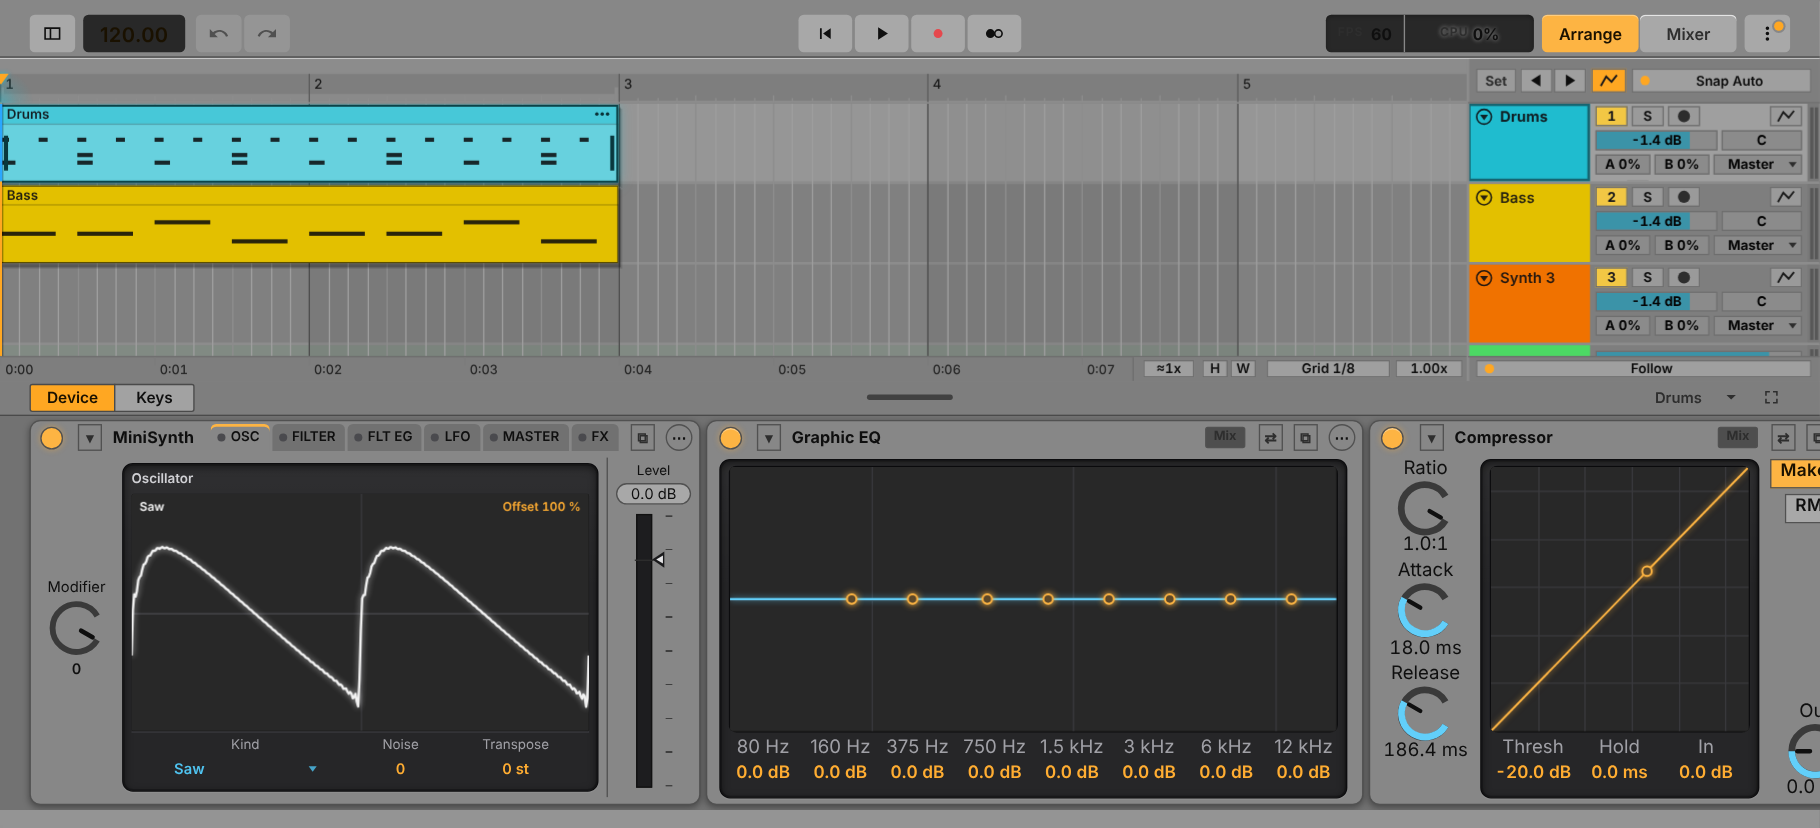 120.00
FPS 60
CPU 0%
Arrange
Mixer
1 2 3 4 5
Set
Snap Auto
Drums
Drums
1 S
-1.4 dB C
A 0% B 0% Master
Bass
Bass
2 S
-1.4 dB C
A 0% B 0% Master
Synth 3
3 S
-1.4 dB C
A 0% B 0% Master
0:00 0:01 0:02 0:03 0:04 0:05 0:06 0:07
≈1x H W Grid 1/8 1.00x
Follow
Device Keys
Drums
MiniSynth OSC FILTER FLT EG LFO MASTER FX
Oscillator
Saw
Offset 100 %
Modifier
0
Kind Noise Transpose
Saw 0 0 st
Level
0.0 dB
Graphic EQ
Mix
80 Hz 160 Hz 375 Hz 750 Hz 1.5 kHz 3 kHz 6 kHz 12 kHz
0.0 dB 0.0 dB 0.0 dB 0.0 dB 0.0 dB 0.0 dB 0.0 dB 0.0 dB
Compressor
Mix
Ratio
1.0:1
Attack
18.0 ms
Release
186.4 ms
Thresh Hold In
-20.0 dB 0.0 ms 0.0 dB
Make
RM
Ou
0.0